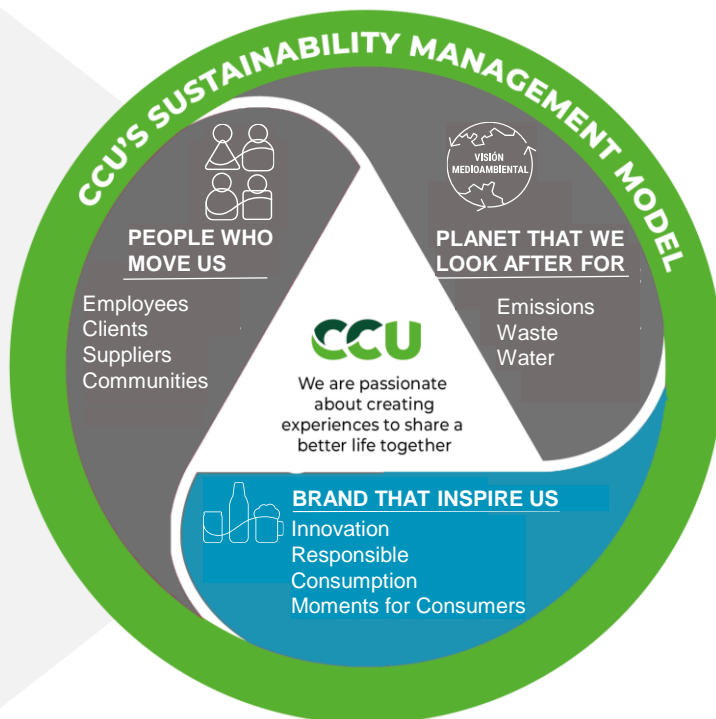 CCU'S SUSTAINABILITY MANAGEMENT MODEL
VISIÓN
MEDIOAMBIENTAL
PEOPLE WHO
MOVE US
Employees
Clients
Suppliers
Communities
PLANET THAT WE
LOOK AFTER FOR
Emissions
Waste
Water
CCU
We are passionate
about creating
experiences to share a
better life together
BRAND THAT INSPIRE US
Innovation
Responsible
Consumption
Moments for Consumers